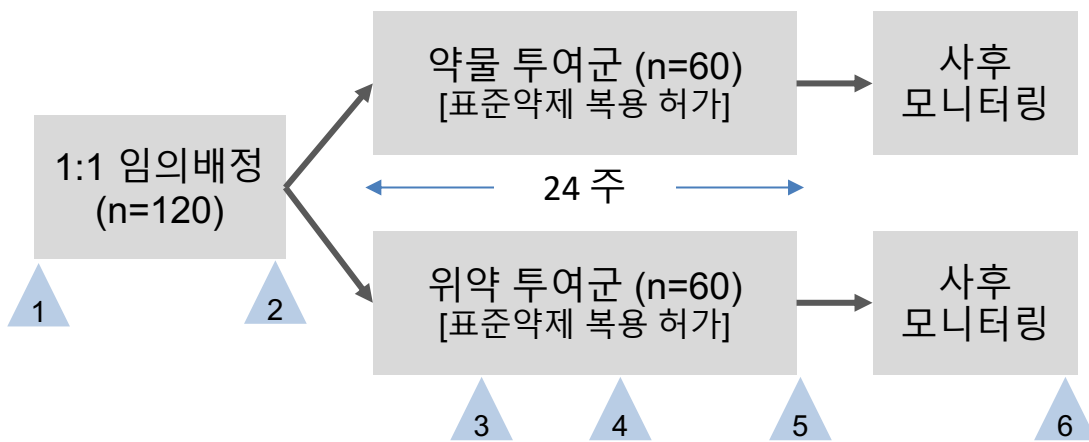 약물 투여군 (n=60)
[표준약제 복용 허가]
사후
모니터링
1:1 임의배정
(n=120)
24 주
위약 투여군 (n=60)
[표준약제 복용 허가]
사후
모니터링
1
2
3
4
5
6